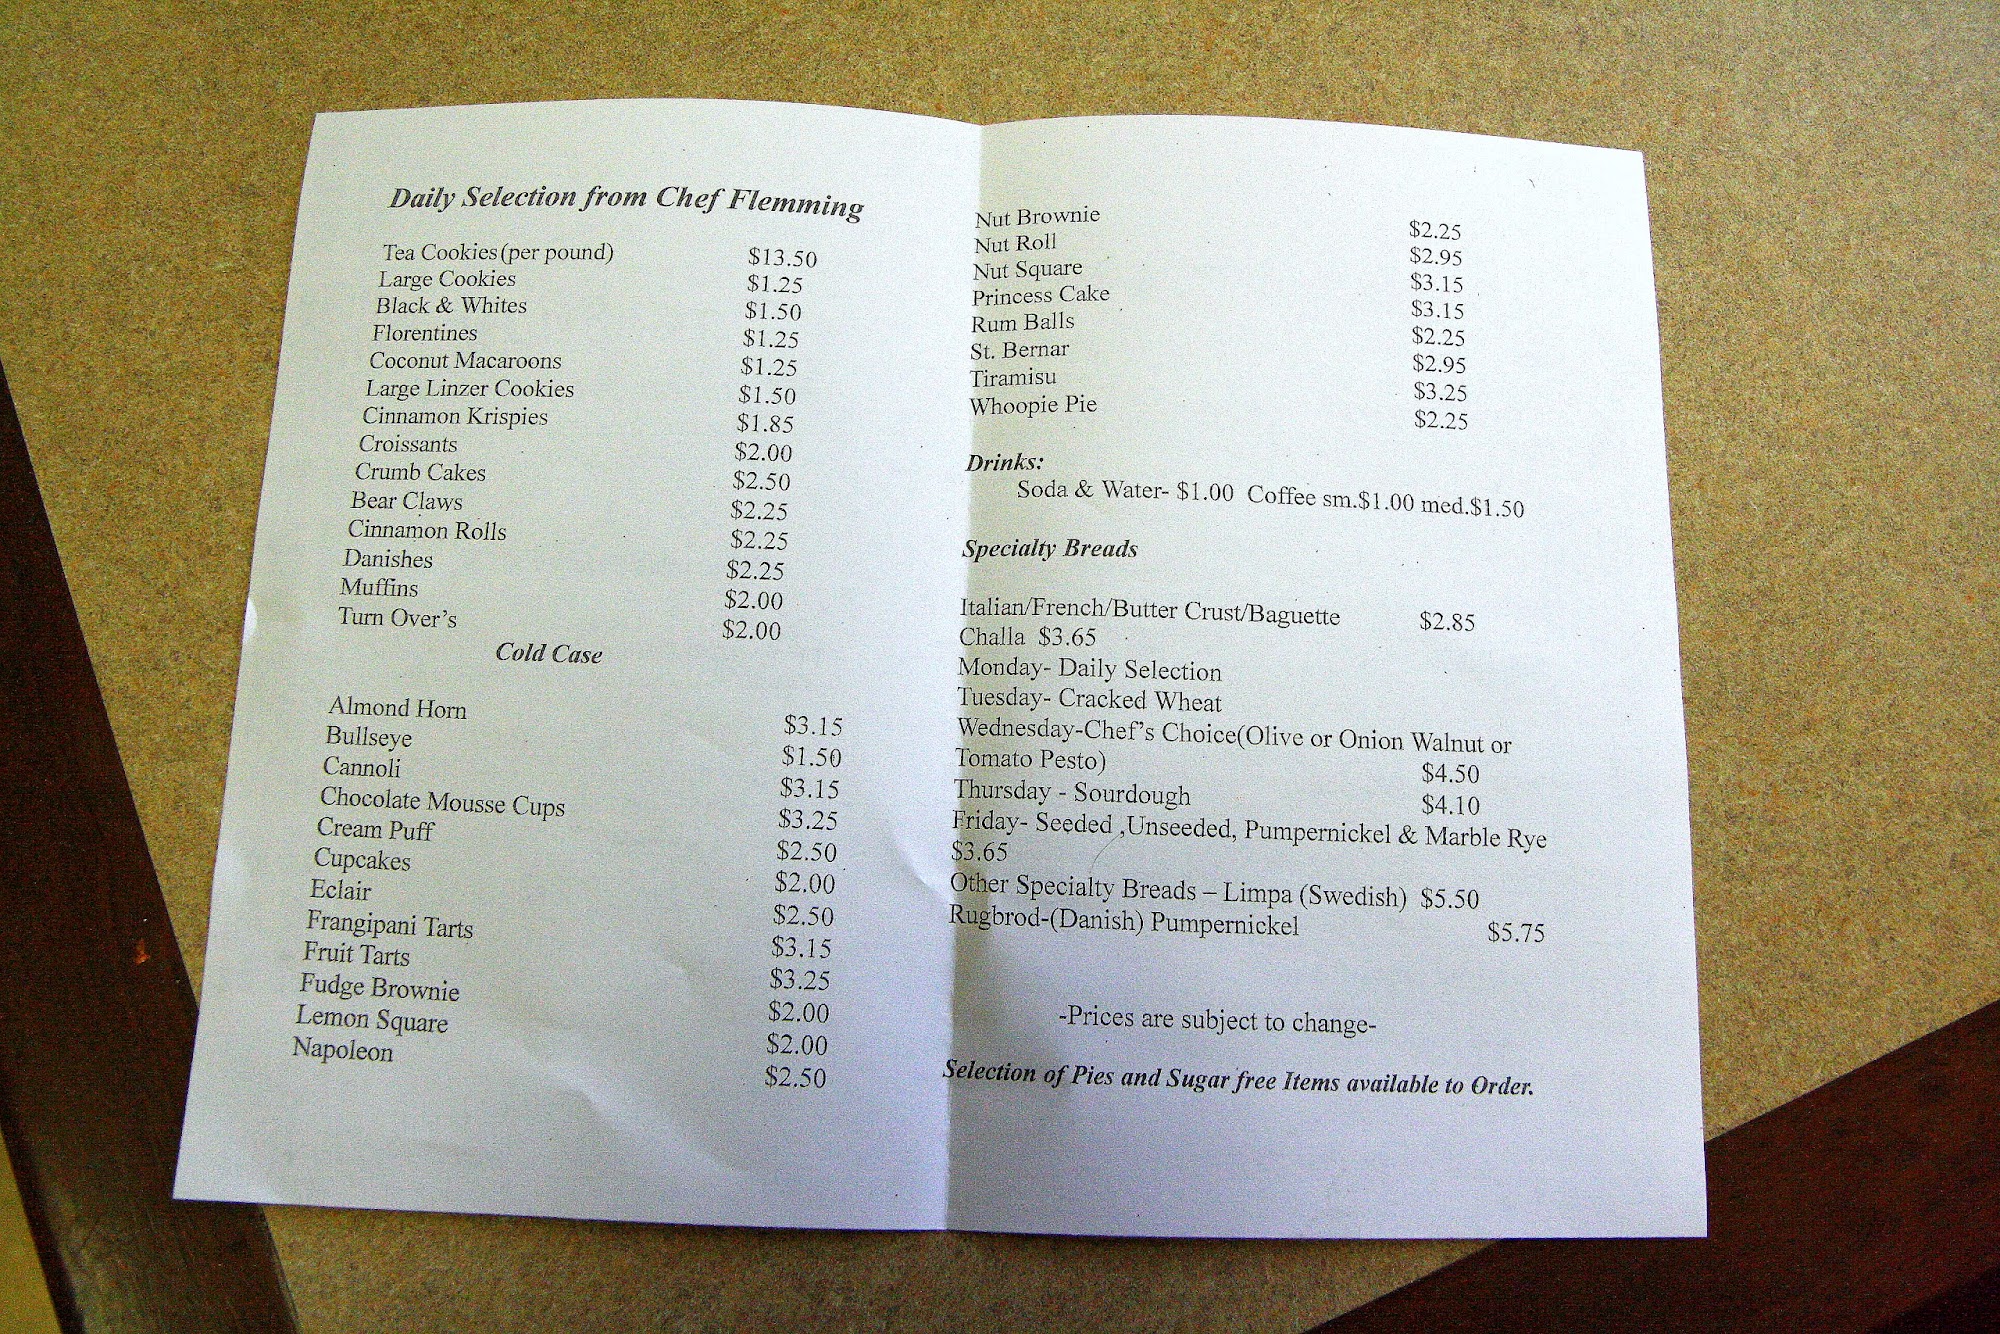 Daily Selection from Chef Flemming
Tea Cookies(per pound) $13.50
Large Cookies $1.25
Black & Whites $1.50
Florentines $1.25
Coconut Macaroons $1.25
Large Linzer Cookies $1.50
Cinnamon Krispies $1.85
Croissants $2.00
Crumb Cakes $2.50
Bear Claws $2.25
Cinnamon Rolls $2.25
Danishes $2.25
Muffins $2.00
Turn Over's $2.00
Cold Case
Almond Horn $3.15
Bullseye $1.50
Cannoli $3.15
Chocolate Mousse Cups $3.25
Cream Puff $2.50
Cupcakes $2.00
Eclair $2.50
Frangipani Tarts $3.15
Fruit Tarts $3.25
Fudge Brownie $2.00
Lemon Square $2.00
Napoleon $2.50
Nut Brownie $2.25
Nut Roll $2.95
Nut Square $3.15
Princess Cake $3.15
Rum Balls $2.25
St. Bernar $2.95
Tiramisu $3.25
Whoopie Pie $2.25
Drinks:
Soda & Water- $1.00 Coffee sm.$1.00 med.$1.50
Specialty Breads
Italian/French/Butter Crust/Baguette $2.85
Challa $3.65
Monday- Daily Selection
Tuesday- Cracked Wheat
Wednesday-Chef's Choice(Olive or Onion Walnut or
Tomato Pesto) $4.50
Thursday - Sourdough $4.10
Friday- Seeded ,Unseeded, Pumpernickel & Marble Rye
$3.65
Other Specialty Breads – Limpa (Swedish) $5.50
Rugbrod-(Danish) Pumpernickel $5.75
-Prices are subject to change-
Selection of Pies and Sugar free Items available to Order.